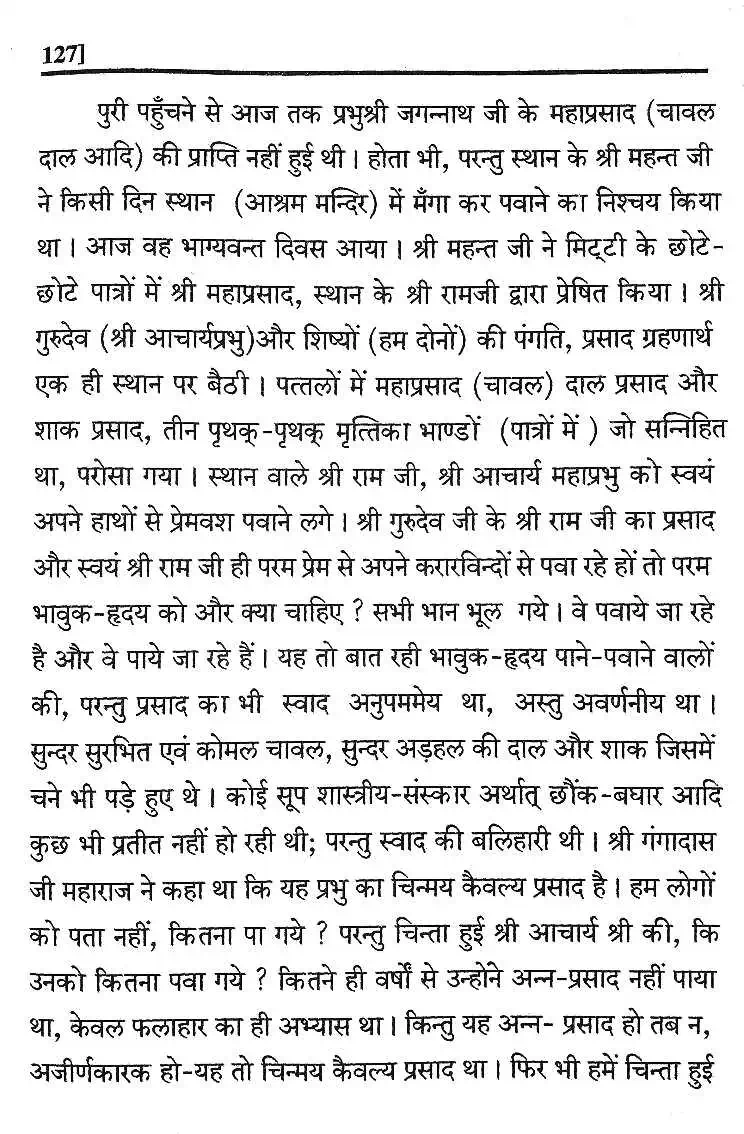 127]
पुरी पहुँचने से आज तक प्रभुश्री जगन्नाथ जी के महाप्रसाद (चावल
दाल आदि) की प्राप्ति नहीं हुई थी। होता भी, परन्तु स्थान के श्री महन्त जी
ने किसी दिन स्थान (आश्रम मन्दिर) में मँगा कर पवाने का निश्चय किया
था। आज वह भाग्यवन्त दिवस आया। श्री महन्त जी ने मिट्टी के छोटे-
छोटे पात्रों में श्री महाप्रसाद, स्थान के श्री रामजी द्वारा प्रेषित किया। श्री
गुरुदेव (श्री आचार्यप्रभु)और शिष्यों (हम दोनों) की पंगति, प्रसाद ग्रहणार्थ
एक ही स्थान पर बैठी। पत्तलों में महाप्रसाद (चावल) दाल प्रसाद और
शाक प्रसाद, तीन पृथक्-पृथक् मृत्तिका भाण्डों (पात्रों में ) जो सन्निहित
था, परोसा गया। स्थान वाले श्री राम जी, श्री आचार्य महाप्रभु को स्वयं
अपने हाथों से प्रेमवश पवाने लगे। श्री गुरुदेव जी के श्री राम जी का प्रसाद
और स्वयं श्री राम जी ही परम प्रेम से अपने करारविन्दों से पवा रहे हों तो परम
भावुक-हृदय को और क्या चाहिए ? सभी भान भूल गये। वे पवाये जा रहे
है और वे पाये जा रहे हैं। यह तो बात रही भावुक-हृदय पाने-पवाने वालों
की, परन्तु प्रसाद का भी स्वाद अनुपममेय था, अस्तु अवर्णनीय था।
सुन्दर सुरभित एवं कोमल चावल, सुन्दर अड़हल की दाल और शाक जिसमें
चने भी पड़े हुए थे। कोई सूप शास्त्रीय-संस्कार अर्थात् छौंक-बघार आदि
कुछ भी प्रतीत नहीं हो रही थी; परन्तु स्वाद की बलिहारी थी। श्री गंगादास
जी महाराज ने कहा था कि यह प्रभु का चिन्मय कैवल्य प्रसाद है। हम लोगों
को पता नहीं, कितना पा गये ? परन्तु चिन्ता हुई श्री आचार्य श्री की, कि
उनको कितना पवा गये ? कितने ही वर्षों से उन्होंने अन्न-प्रसाद नहीं पाया
था, केवल फलाहार का ही अभ्यास था। किन्तु यह अन्न- प्रसाद हो तब न,
अजीर्णकारक हो-यह तो चिन्मय कैवल्य प्रसाद था। फिर भी हमें चिन्ता हुई